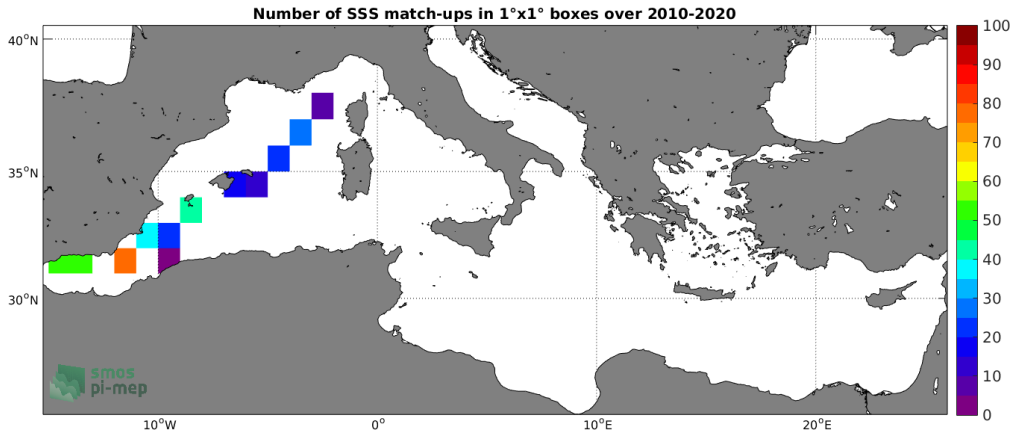 Number of SSS match-ups in 1°x1° boxes over 2010-2020
40°N
35°N
30°N
10°W
0°
10°E
20°E
100
90
80
70
60
50
40
30
20
10
0
smos
pi-mep